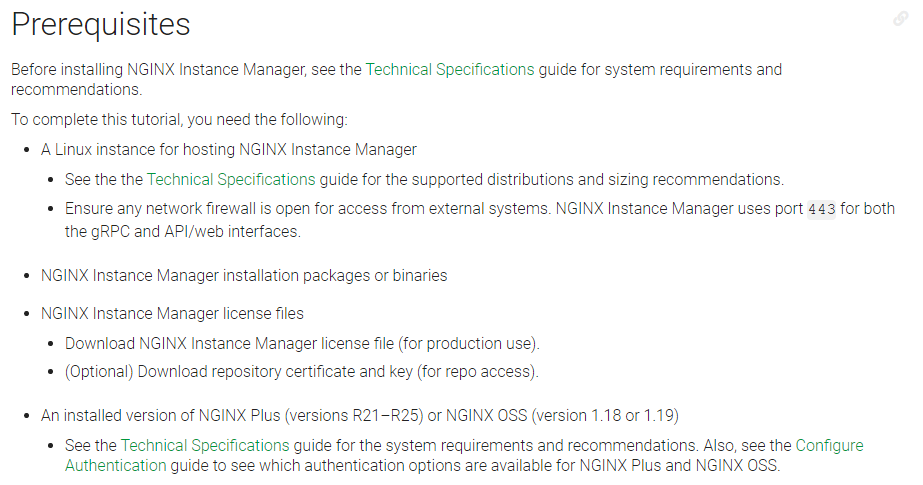 Prerequisites
Before installing NGINX Instance Manager, see the Technical Specifications guide for system requirements and
recommendations.
To complete this tutorial, you need the following:
• A Linux instance for hosting NGINX Instance Manager
• See the the Technical Specifications guide for the supported distributions and sizing recommendations.
• Ensure any network firewall is open for access from external systems. NGINX Instance Manager uses port 443 for both
the gRPC and API/web interfaces.
• NGINX Instance Manager installation packages or binaries
• NGINX Instance Manager license files
• Download NGINX Instance Manager license file (for production use).
• (Optional) Download repository certificate and key (for repo access).
• An installed version of NGINX Plus (versions R21–R25) or NGINX OSS (version 1.18 or 1.19)
• See the Technical Specifications guide for the system requirements and recommendations. Also, see the Configure
Authentication guide to see which authentication options are available for NGINX Plus and NGINX OSS.